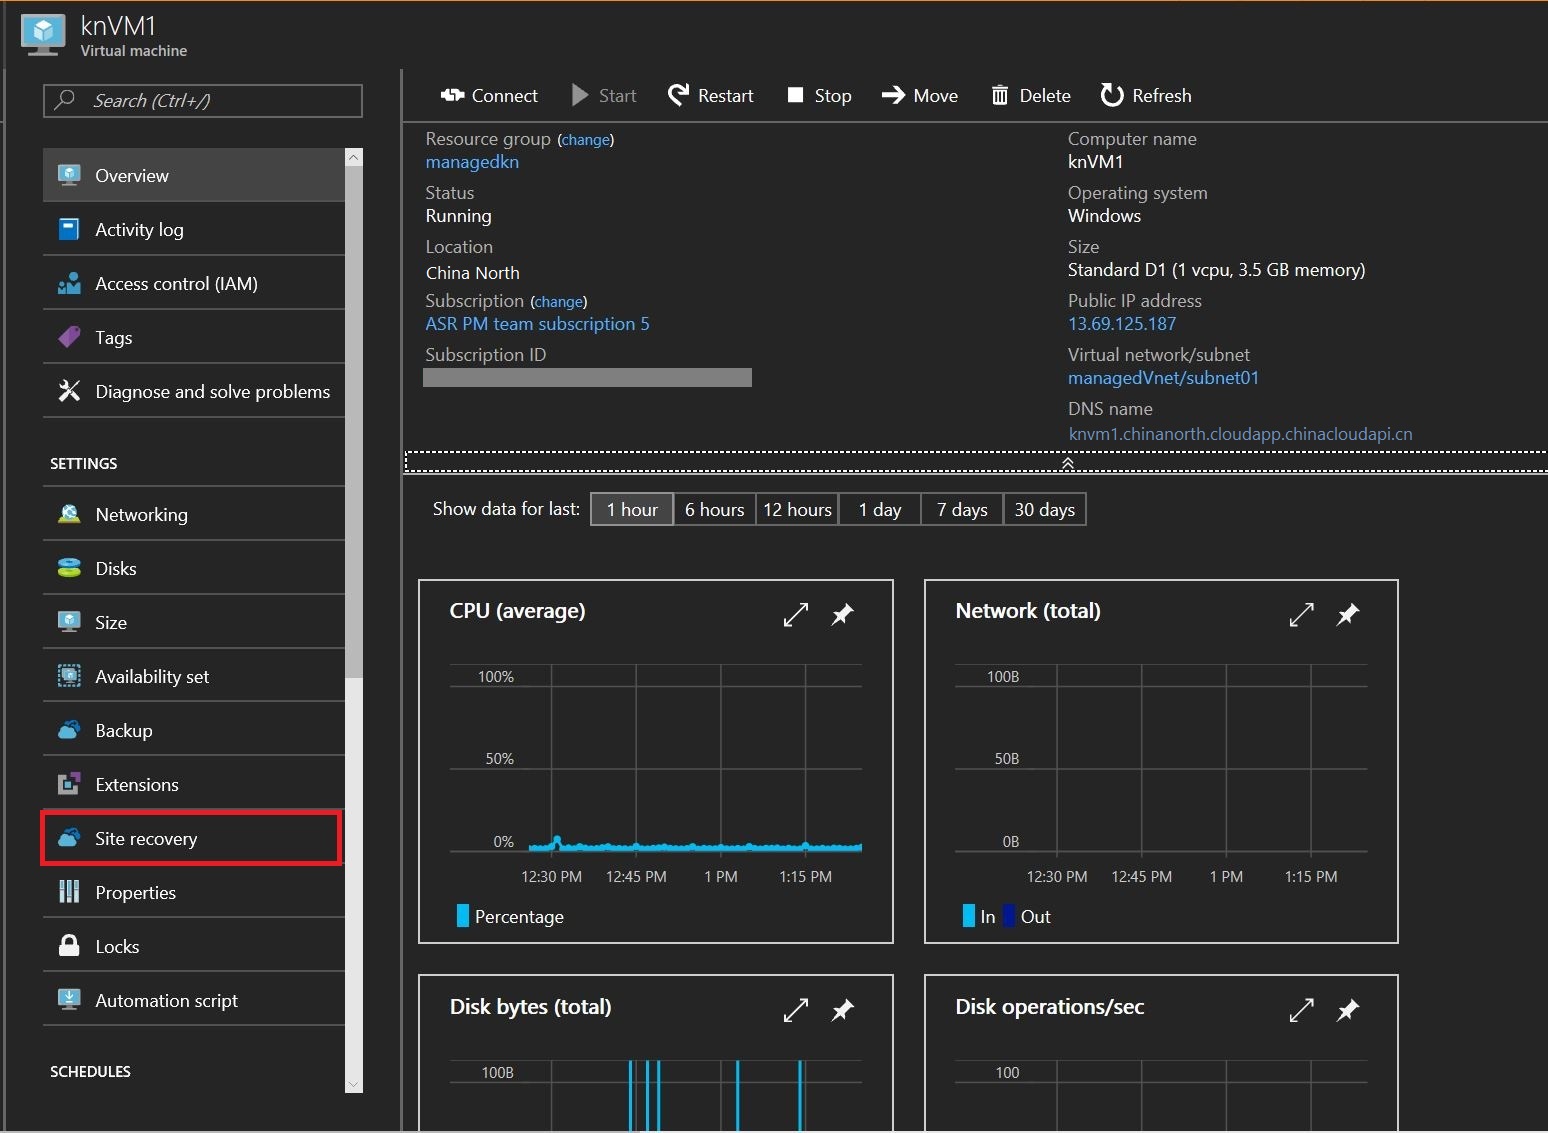 knVM1
Virtual machine
Search (Ctrl+/)
Overview
Activity log
Access control (IAM)
Tags
Diagnose and solve problems
SETTINGS
Networking
Disks
Size
Availability set
Backup
Extensions
Site recovery
Properties
Locks
Automation script
SCHEDULES
Connect Start Restart Stop Move Delete Refresh
Resource group (change)
managedkn
Status
Running
Location
China North
Subscription (change)
ASR PM team subscription 5
Subscription ID
Computer name
knVM1
Operating system
Windows
Size
Standard D1 (1 vcpu, 3.5 GB memory)
Public IP address
13.69.125.187
Virtual network/subnet
managedVnet/subnet01
DNS name
knvm1.chinanorth.cloudapp.chinacloudapi.cn
Show data for last: 1 hour 6 hours 12 hours 1 day 7 days 30 days
CPU (average)
100%
50%
0%
12:30 PM 12:45 PM 1 PM 1:15 PM
Percentage
Network (total)
100B
50B
0B
12:30 PM 12:45 PM 1 PM 1:15 PM
In Out
Disk bytes (total)
100B
Disk operations/sec
100